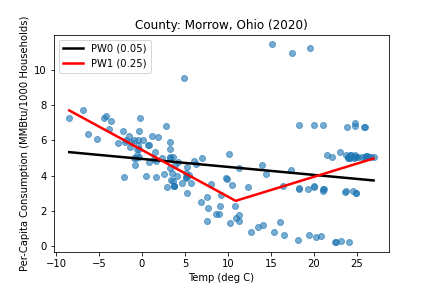 County: Morrow, Ohio (2020)
PW0 (0.05)
PW1 (0.25)
Per-Capita Consumption (MMBtu/1000 Households)
10
8
6
4
2
0
−10 −5 0 5 10 15 20 25
Temp (deg C)